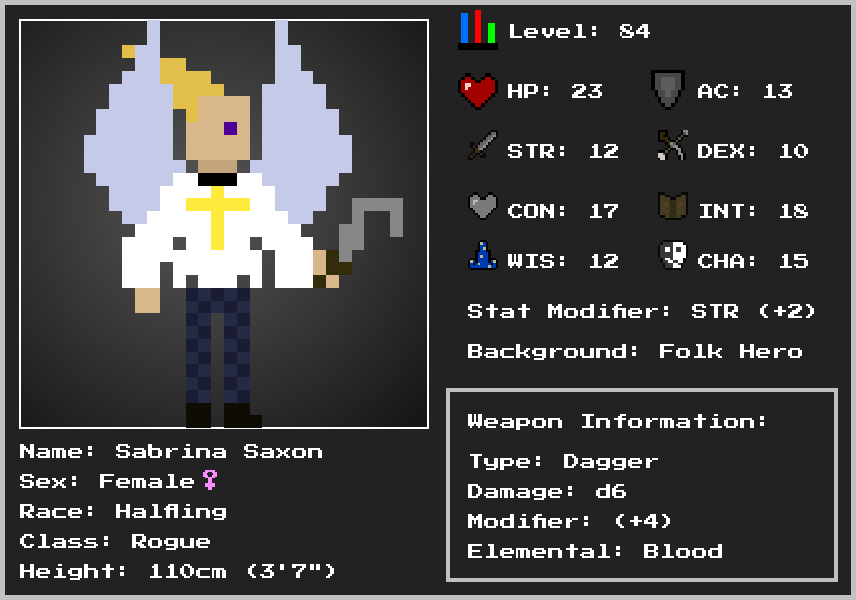 Level: 84
HP: 23
AC: 13
STR: 12
DEX: 10
CON: 17
INT: 18
WIS: 12
CHA: 15
Stat Modifier: STR (+2)
Background: Folk Hero
Weapon Information:
Type: Dagger
Damage: d6
Modifier: (+4)
Elemental: Blood
Name: Sabrina Saxon
Sex: Female♀
Race: Halfling
Class: Rogue
Height: 110cm (3'7")